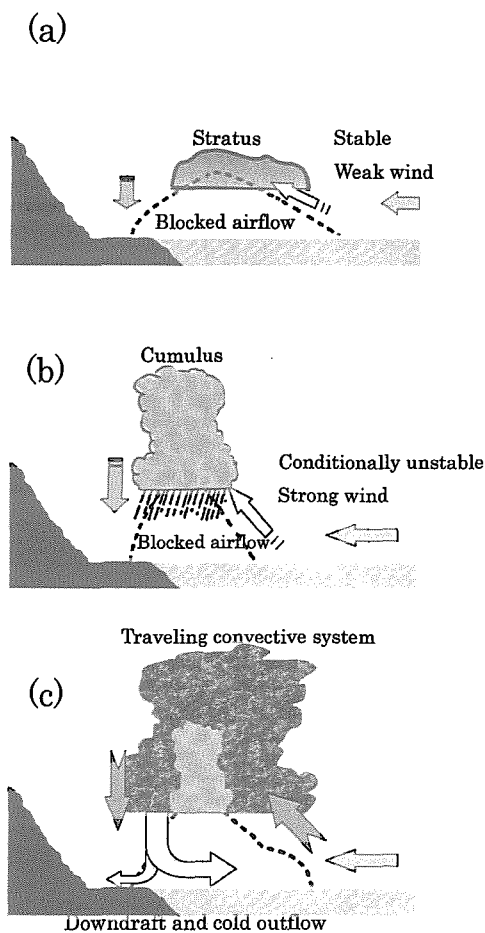 (a)
Stratus
Stable
Weak wind
Blocked airflow
(b)
Cumulus
Conditionally unstable
Strong wind
Blocked airflow
Traveling convective system
(c)
Downdraft and cold outflow